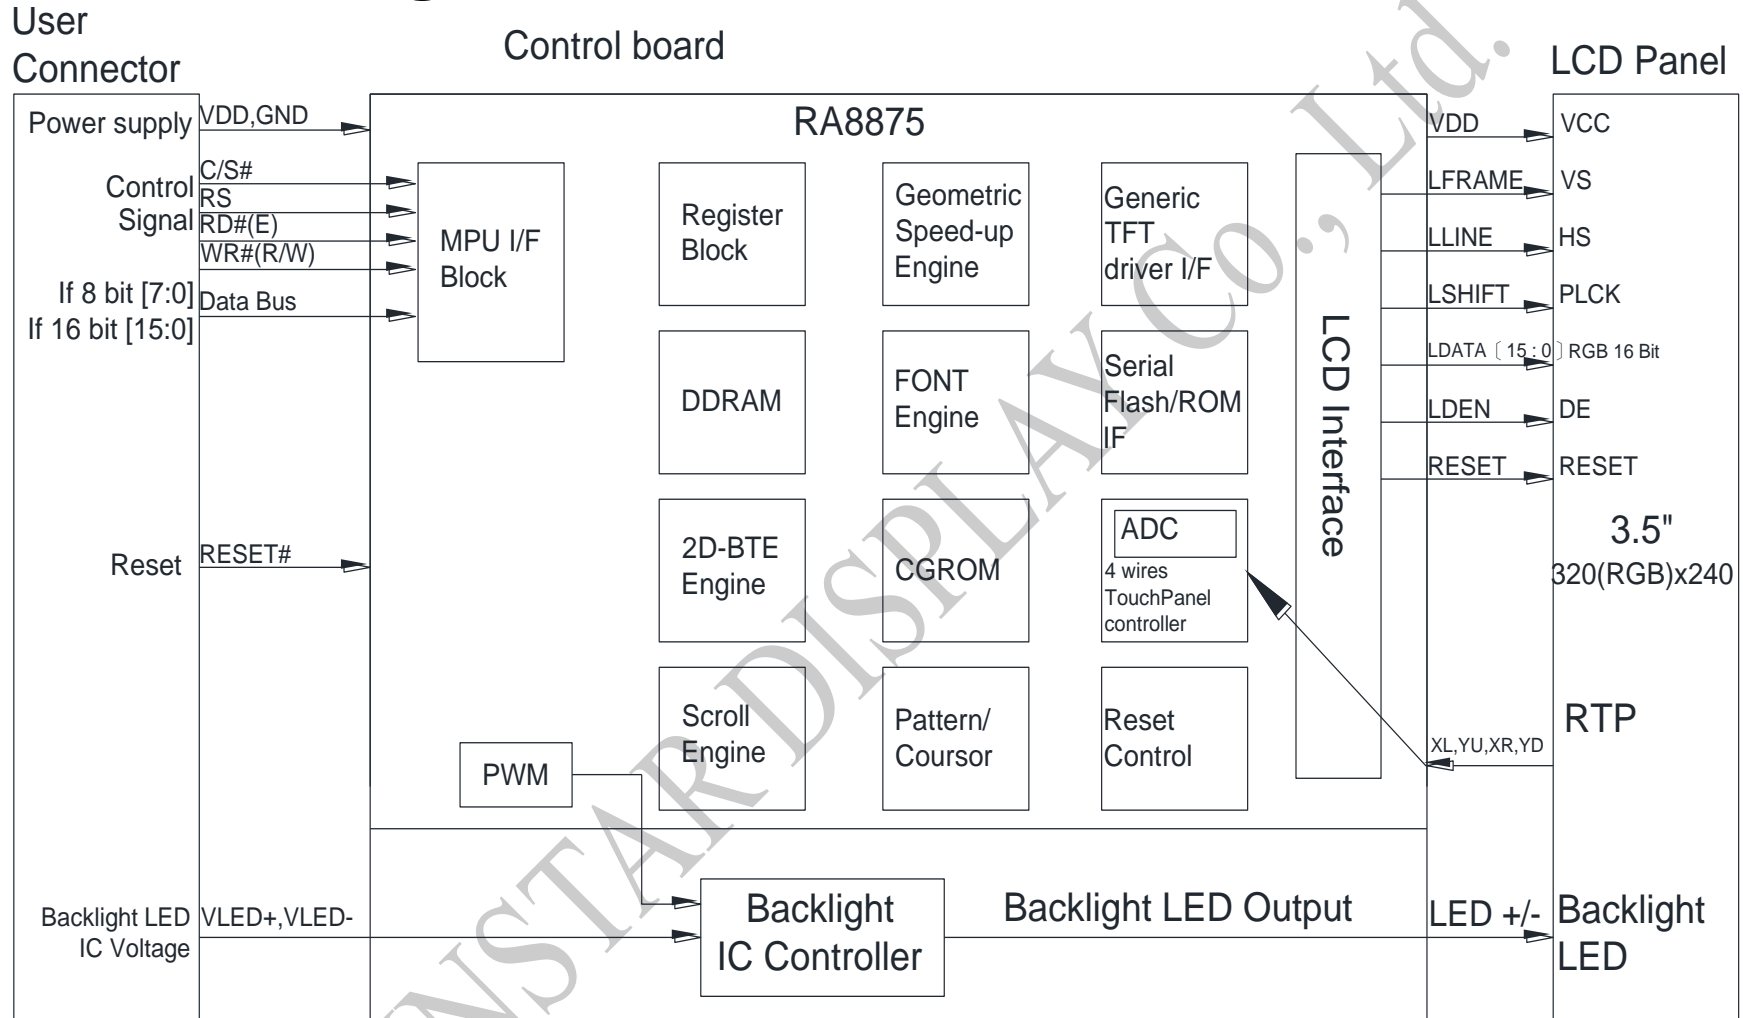 User
Connector
Control board
LCD Panel
Power supply
VDD,GND
Control
Signal
C/S#
RS
RD#(E)
WR#(R/W)
If 8 bit [7:0]
If 16 bit [15:0]
Data Bus
Reset
RESET#
Backlight LED
IC Voltage
VLED+,VLED-
RA8875
MPU I/F
Block
Register
Block
Geometric
Speed-up
Engine
Generic
TFT
driver I/F
DDRAM
FONT
Engine
Serial
Flash/ROM
IF
2D-BTE
Engine
CGROM
ADC
4 wires
TouchPanel
controller
Scroll
Engine
Pattern/
Coursor
Reset
Control
PWM
LCD Interface
Backlight
IC Controller
Backlight LED Output
VDD
VCC
LFRAME
VS
LLINE
HS
LSHIFT
PLCK
LDATA〔15:0〕RGB 16 Bit
LDEN
DE
RESET
RESET
3.5"
320(RGB)x240
RTP
XL,YU,XR,YD
LED +/-
Backlight
LED
NSTAR DISPLAY Co., Ltd.